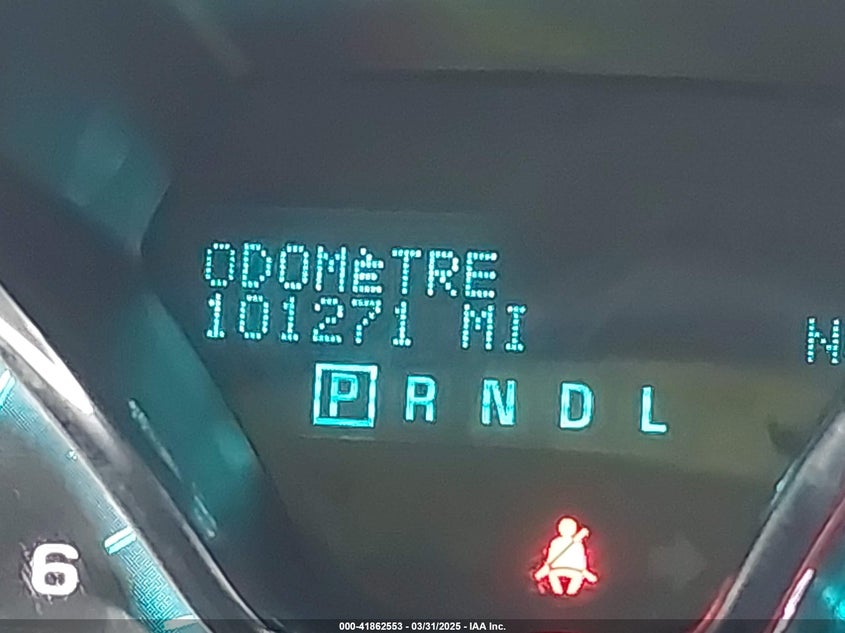 ODOMÈTRE
101271 MI
N
P R N D L
6
000-41862553 - 03/31/2025 - IAA Inc.